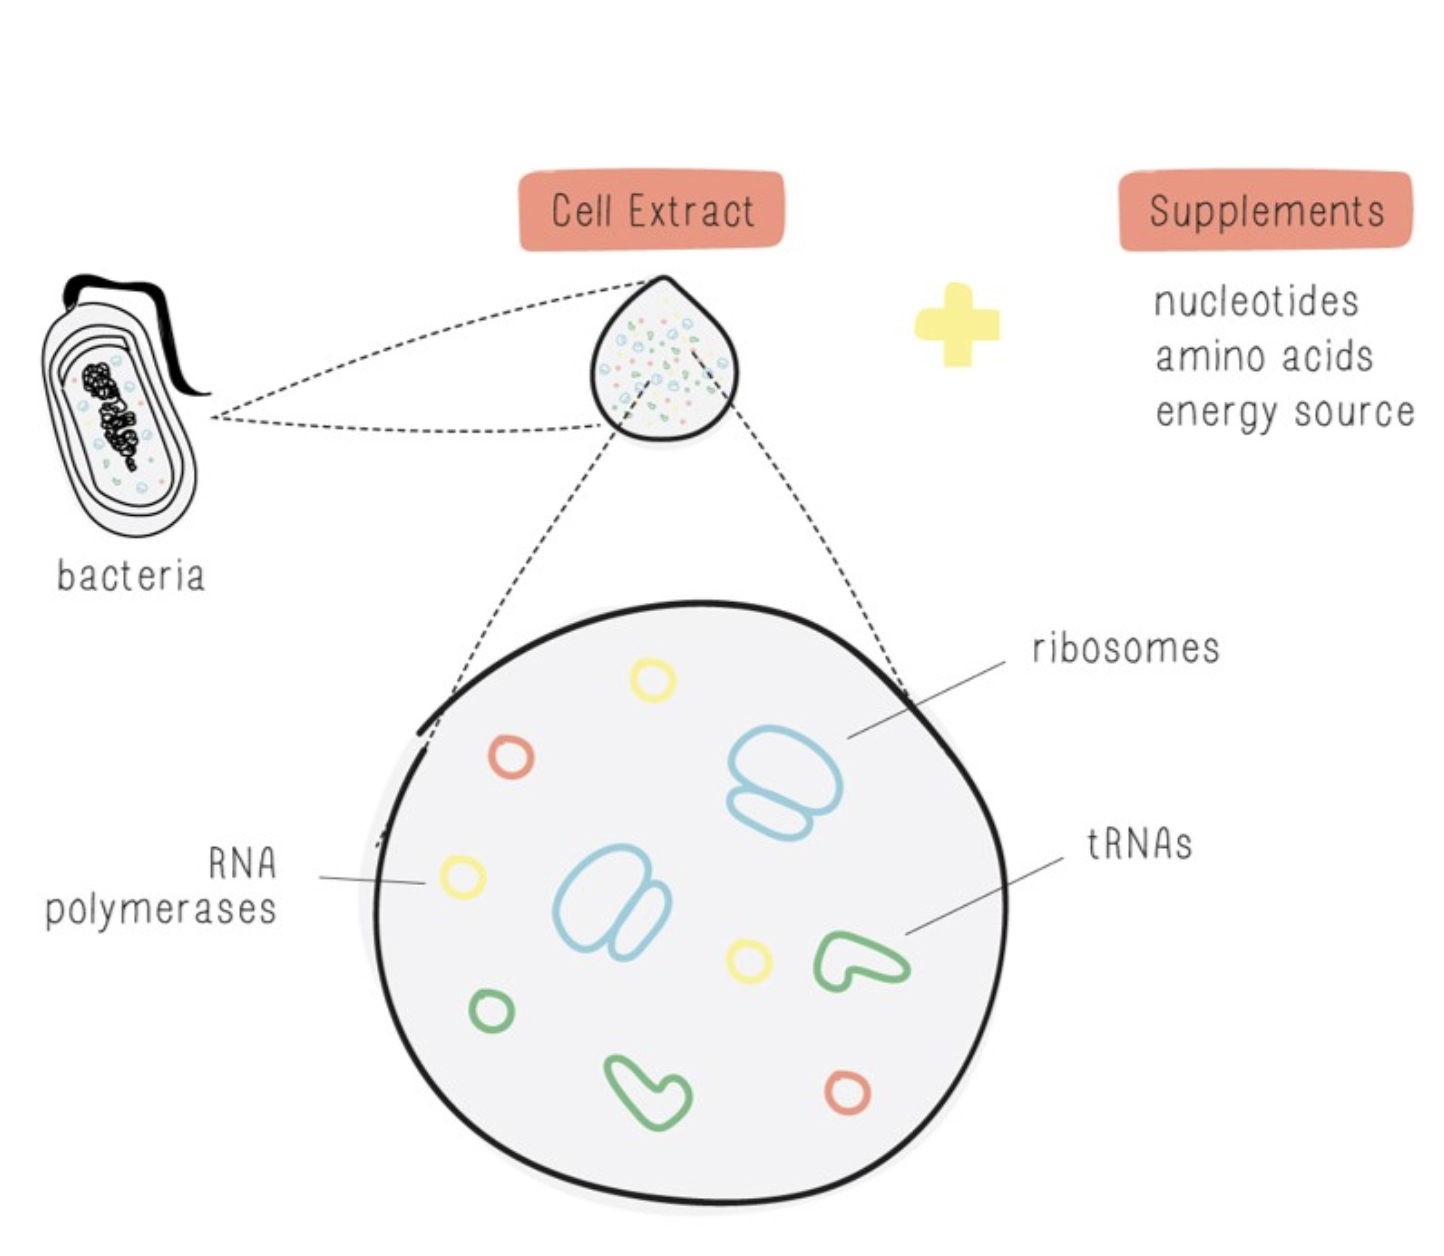 Cell Extract
Supplements
nucleotides
amino acids
energy source
bacteria
ribosomes
tRNAs
RNA
polymerases